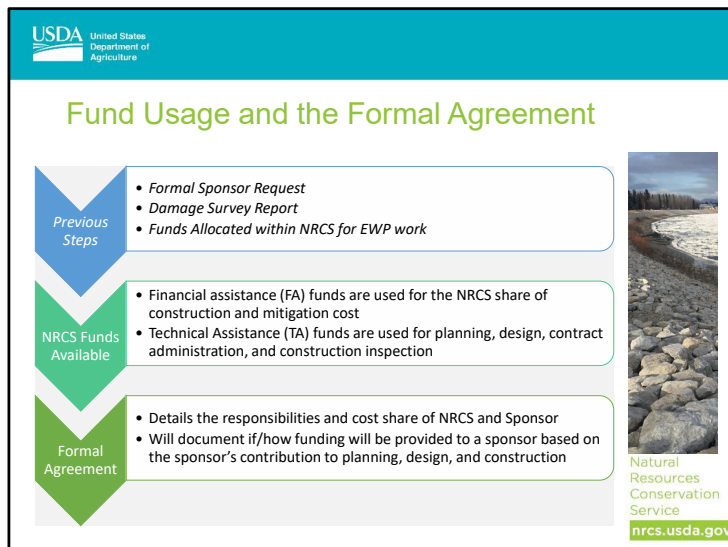 USDA
United States
Department of
Agriculture
Fund Usage and the Formal Agreement
Previous
Steps
• Formal Sponsor Request
• Damage Survey Report
• Funds Allocated within NRCS for EWP work
NRCS Funds
Available
• Financial assistance (FA) funds are used for the NRCS share of
construction and mitigation cost
• Technical Assistance (TA) funds are used for planning, design, contract
administration, and construction inspection
Formal
Agreement
• Details the responsibilities and cost share of NRCS and Sponsor
• Will document if/how funding will be provided to a sponsor based on
the sponsor's contribution to planning, design, and construction
Natural
Resources
Conservation
Service
nrcs.usda.gov